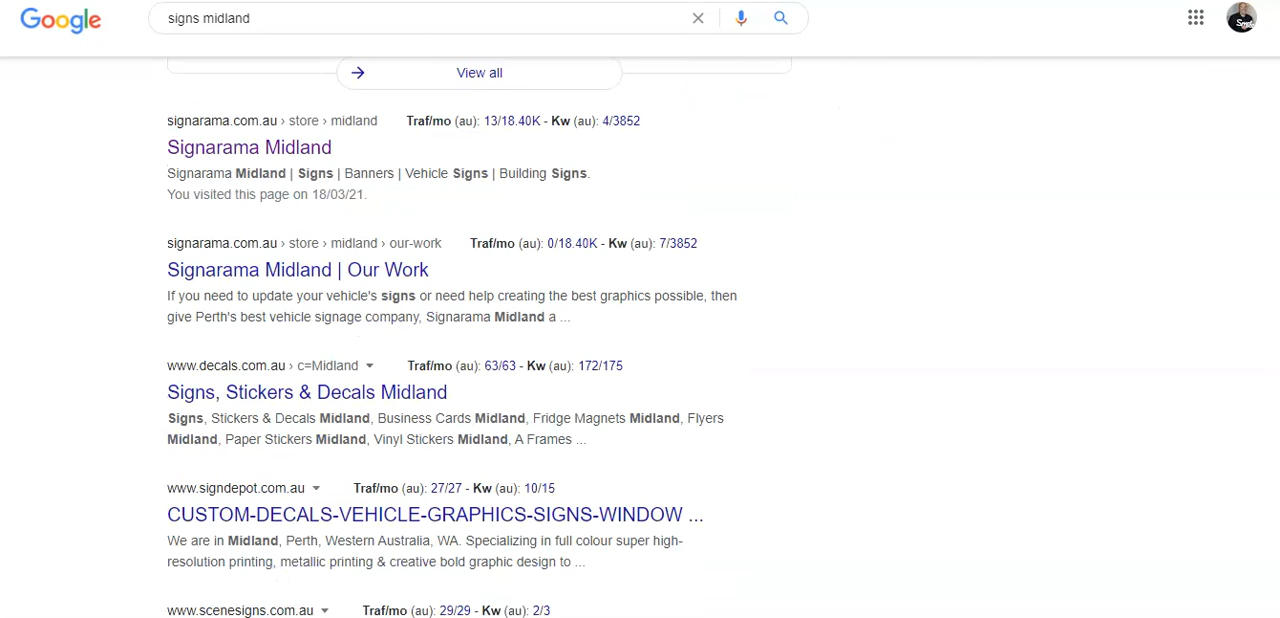 Google
signs midland
View all
signarama.com.au › store › midland Traf/mo (au): 13/18.40K - Kw (au): 4/3852
Signarama Midland
Signarama Midland | Signs | Banners | Vehicle Signs | Building Signs.
You visited this page on 18/03/21.
signarama.com.au › store › midland › our-work Traf/mo (au): 0/18.40K - Kw (au): 7/3852
Signarama Midland | Our Work
If you need to update your vehicle's signs or need help creating the best graphics possible, then
give Perth's best vehicle signage company, Signarama Midland a ...
www.decals.com.au › c=Midland Traf/mo (au): 63/63 - Kw (au): 172/175
Signs, Stickers & Decals Midland
Signs, Stickers & Decals Midland, Business Cards Midland, Fridge Magnets Midland, Flyers
Midland, Paper Stickers Midland, Vinyl Stickers Midland, A Frames ...
www.signdepot.com.au Traf/mo (au): 27/27 - Kw (au): 10/15
CUSTOM-DECALS-VEHICLE-GRAPHICS-SIGNS-WINDOW ...
We are in Midland, Perth, Western Australia, WA. Specializing in full colour super high-
resolution printing, metallic printing & creative bold graphic design to ...
www.scenesigns.com.au Traf/mo (au): 29/29 - Kw (au): 2/3